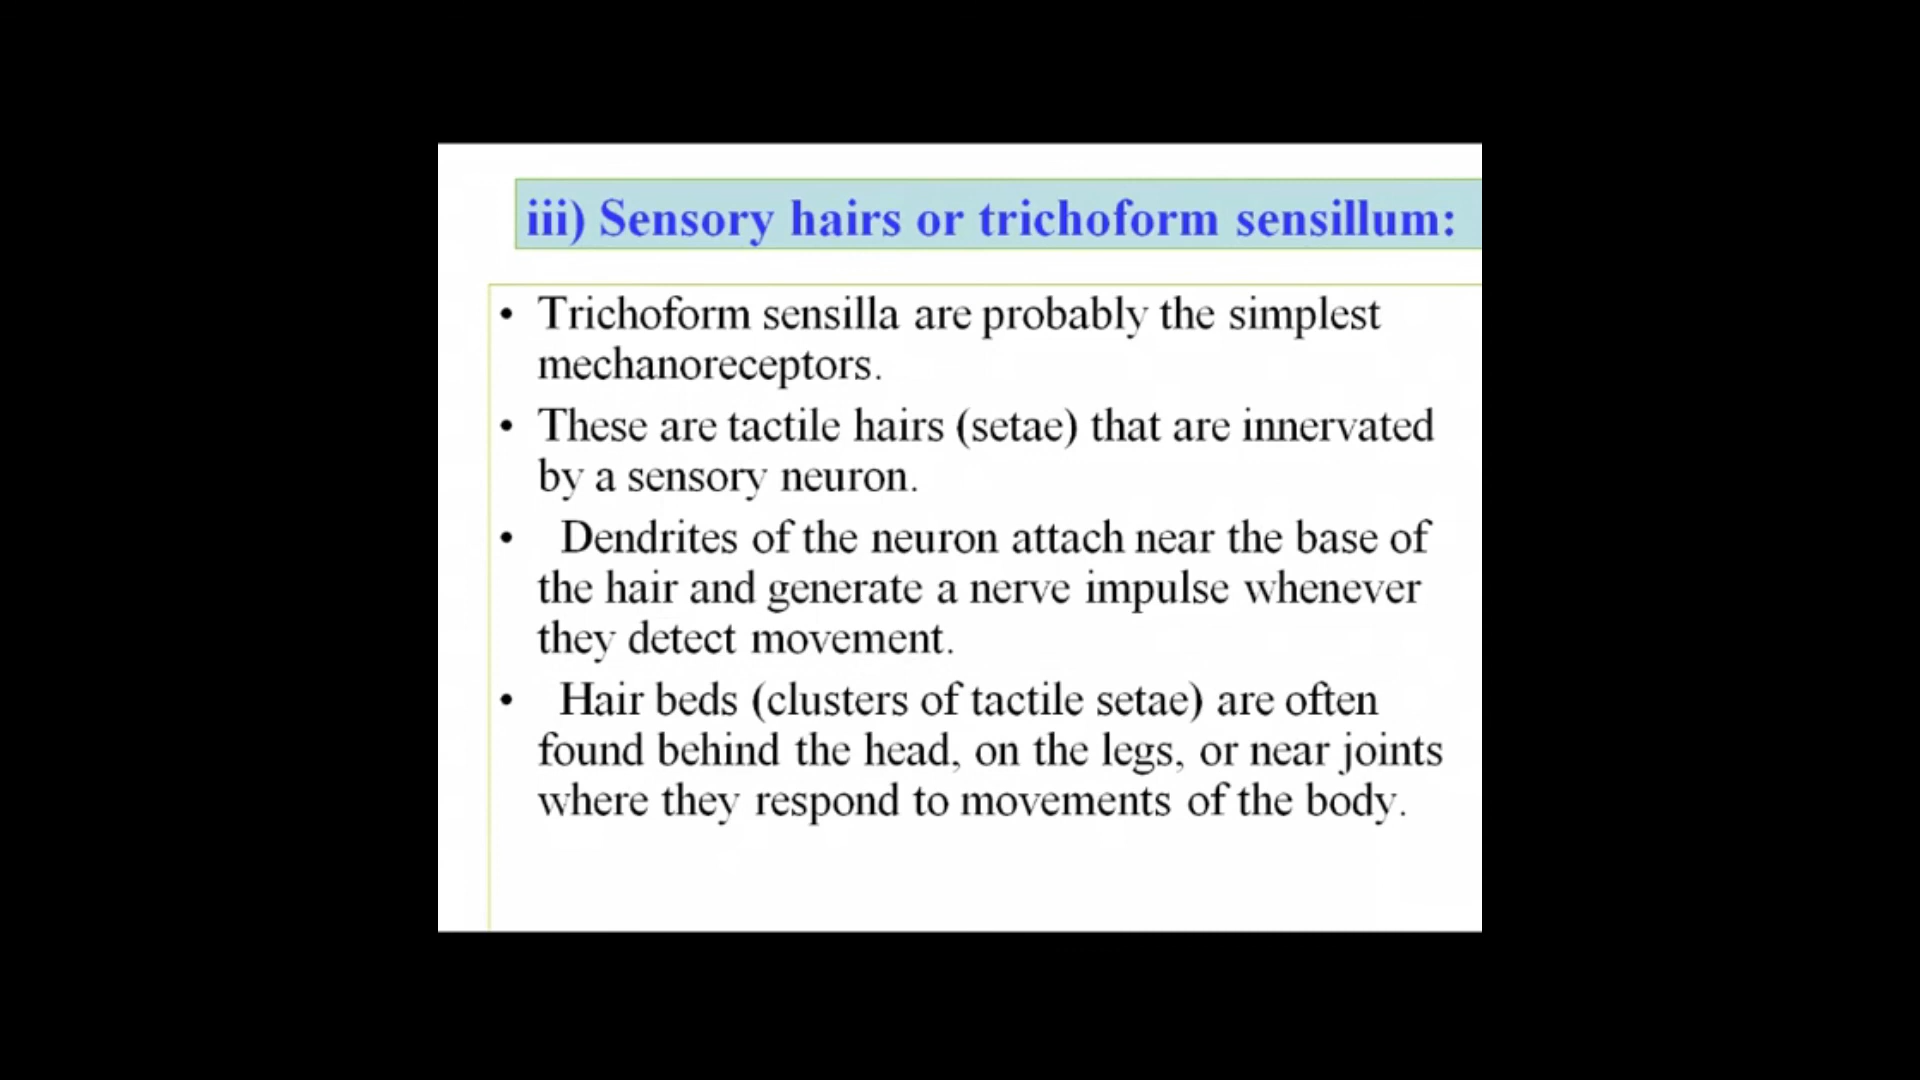 iii) Sensory hairs or trichoform sensillum:
• Trichoform sensilla are probably the simplest
mechanoreceptors.
• These are tactile hairs (setae) that are innervated
by a sensory neuron.
• Dendrites of the neuron attach near the base of
the hair and generate a nerve impulse whenever
they detect movement.
• Hair beds (clusters of tactile setae) are often
found behind the head, on the legs, or near joints
where they respond to movements of the body.